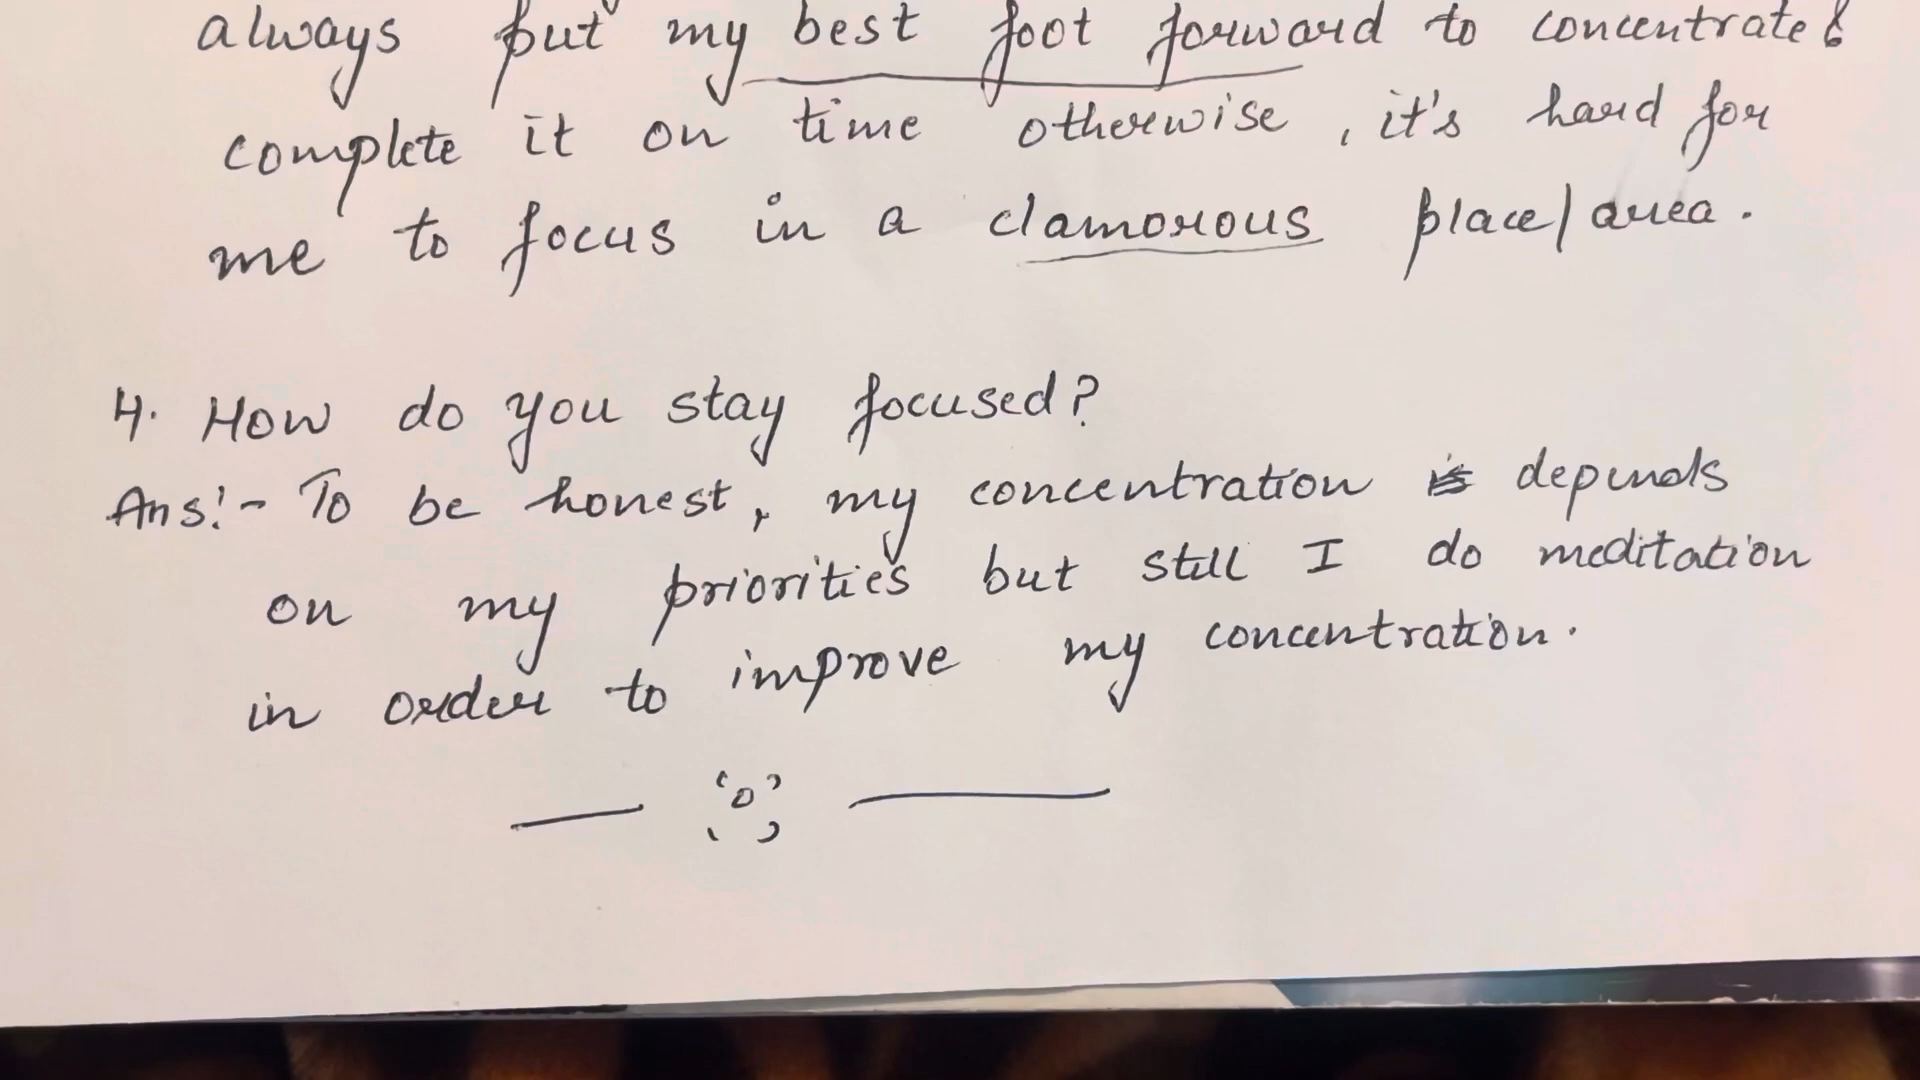 always put my best foot forward to concentrate &
complete it on time otherwise, it's hard for
me to focus in a clamorous place/area.
4. How do you stay focused?
Ans:- To be honest, my concentration is depends
on my priorities but still I do meditation
in order to improve my concentration.